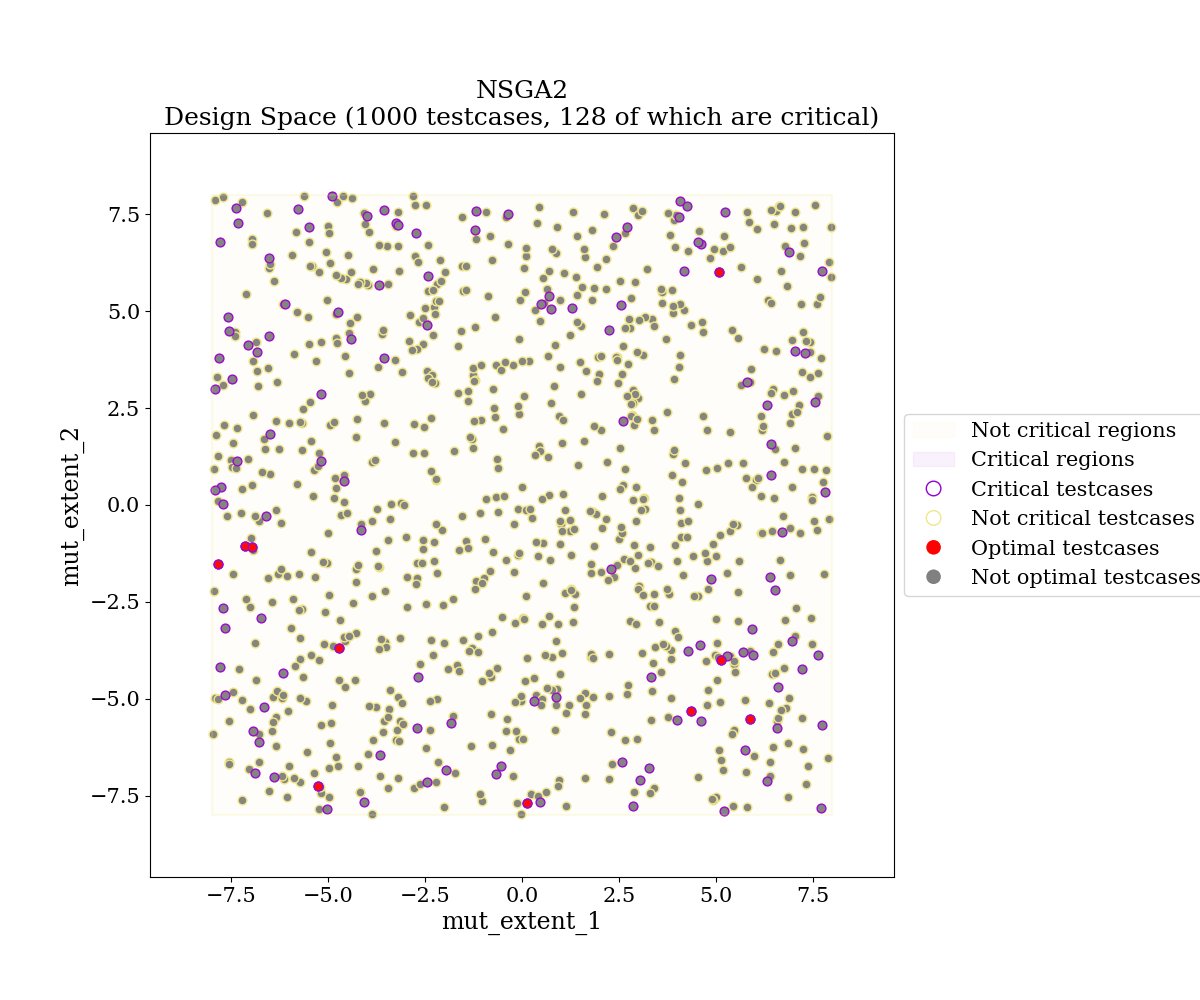 NSGA2
Design Space (1000 testcases, 128 of which are critical)
7.5
5.0
2.5
0.0
−2.5
−5.0
−7.5
mut_extent_2
−7.5
−5.0
−2.5
0.0
2.5
5.0
7.5
mut_extent_1
Not critical regions
Critical regions
Critical testcases
Not critical testcases
Optimal testcases
Not optimal testcases